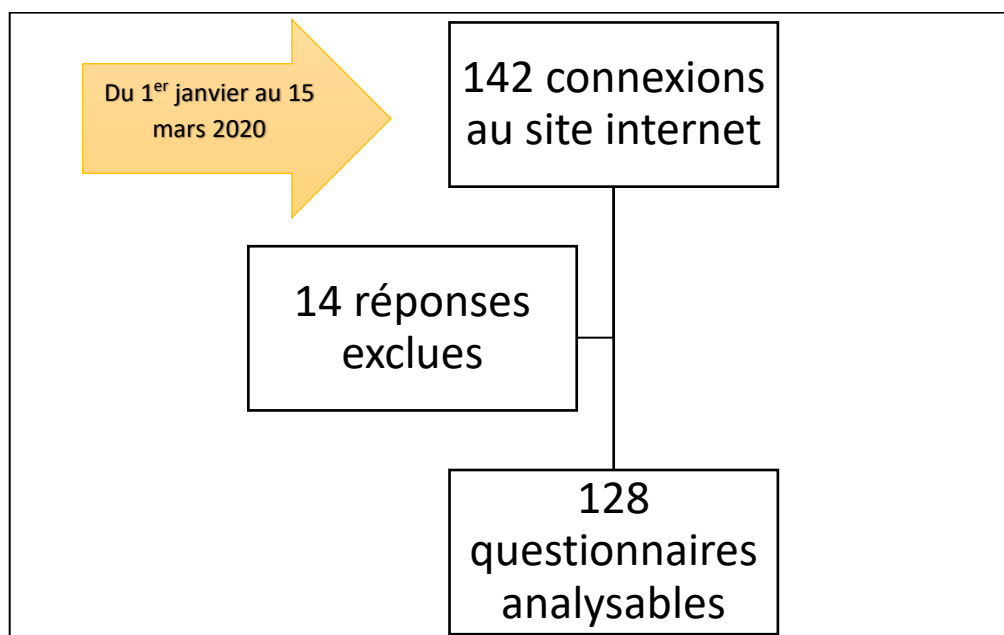 Du 1er janvier au 15
mars 2020
142 connexions
au site internet
14 réponses
exclues
128
questionnaires
analysables